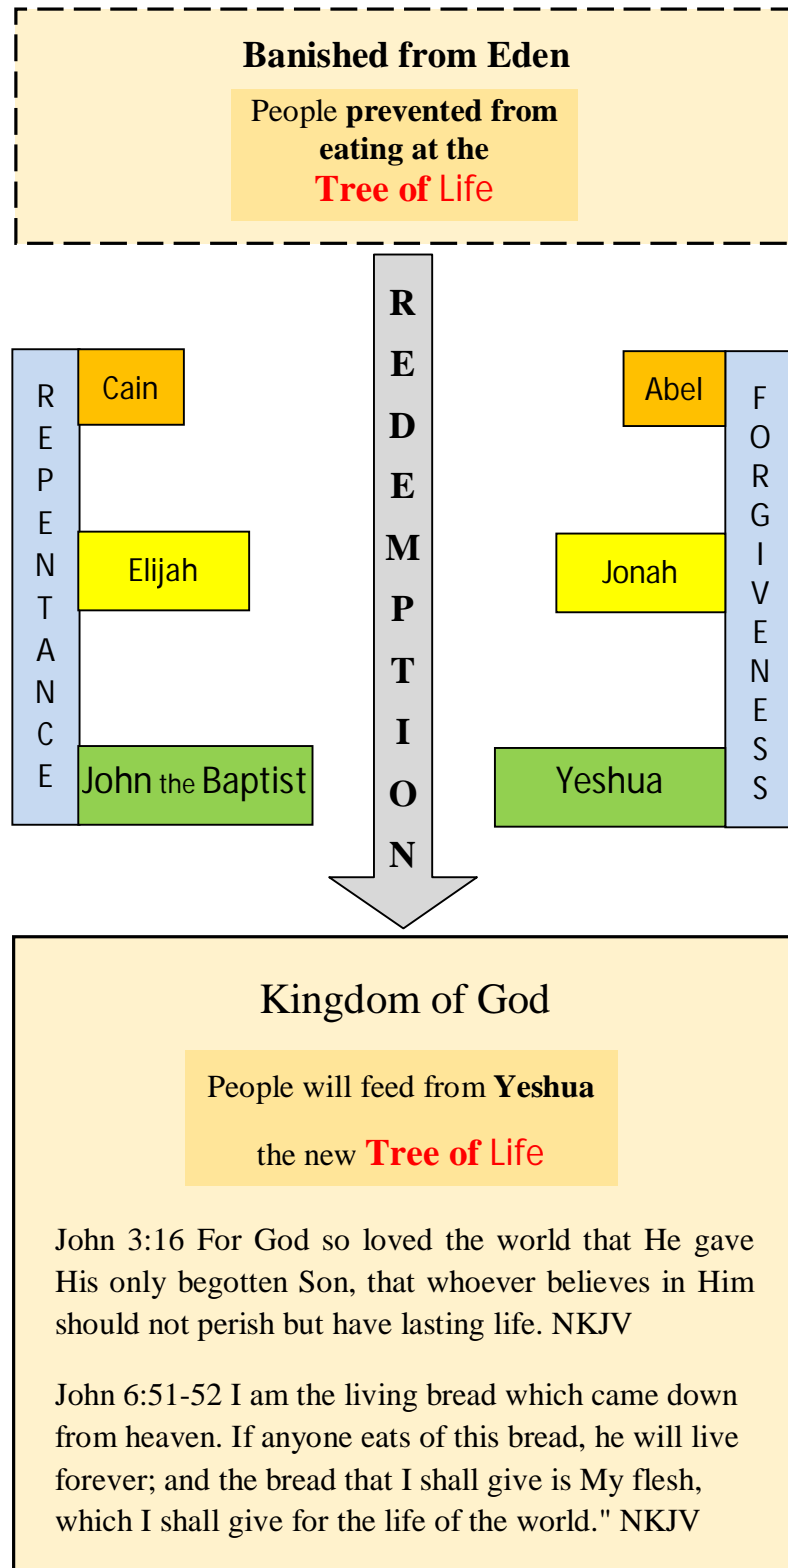 Banished from Eden
People prevented from
eating at the
Tree of Life
REDEMPTION
REPENTANCE
Cain
Elijah
John the Baptist
Abel
Jonah
Yeshua
FORGIVENESS
Kingdom of God
People will feed from Yeshua
the new Tree of Life
John 3:16 For God so loved the world that He gave
His only begotten Son, that whoever believes in Him
should not perish but have lasting life. NKJV
John 6:51-52 I am the living bread which came down
from heaven. If anyone eats of this bread, he will live
forever; and the bread that I shall give is My flesh,
which I shall give for the life of the world." NKJV